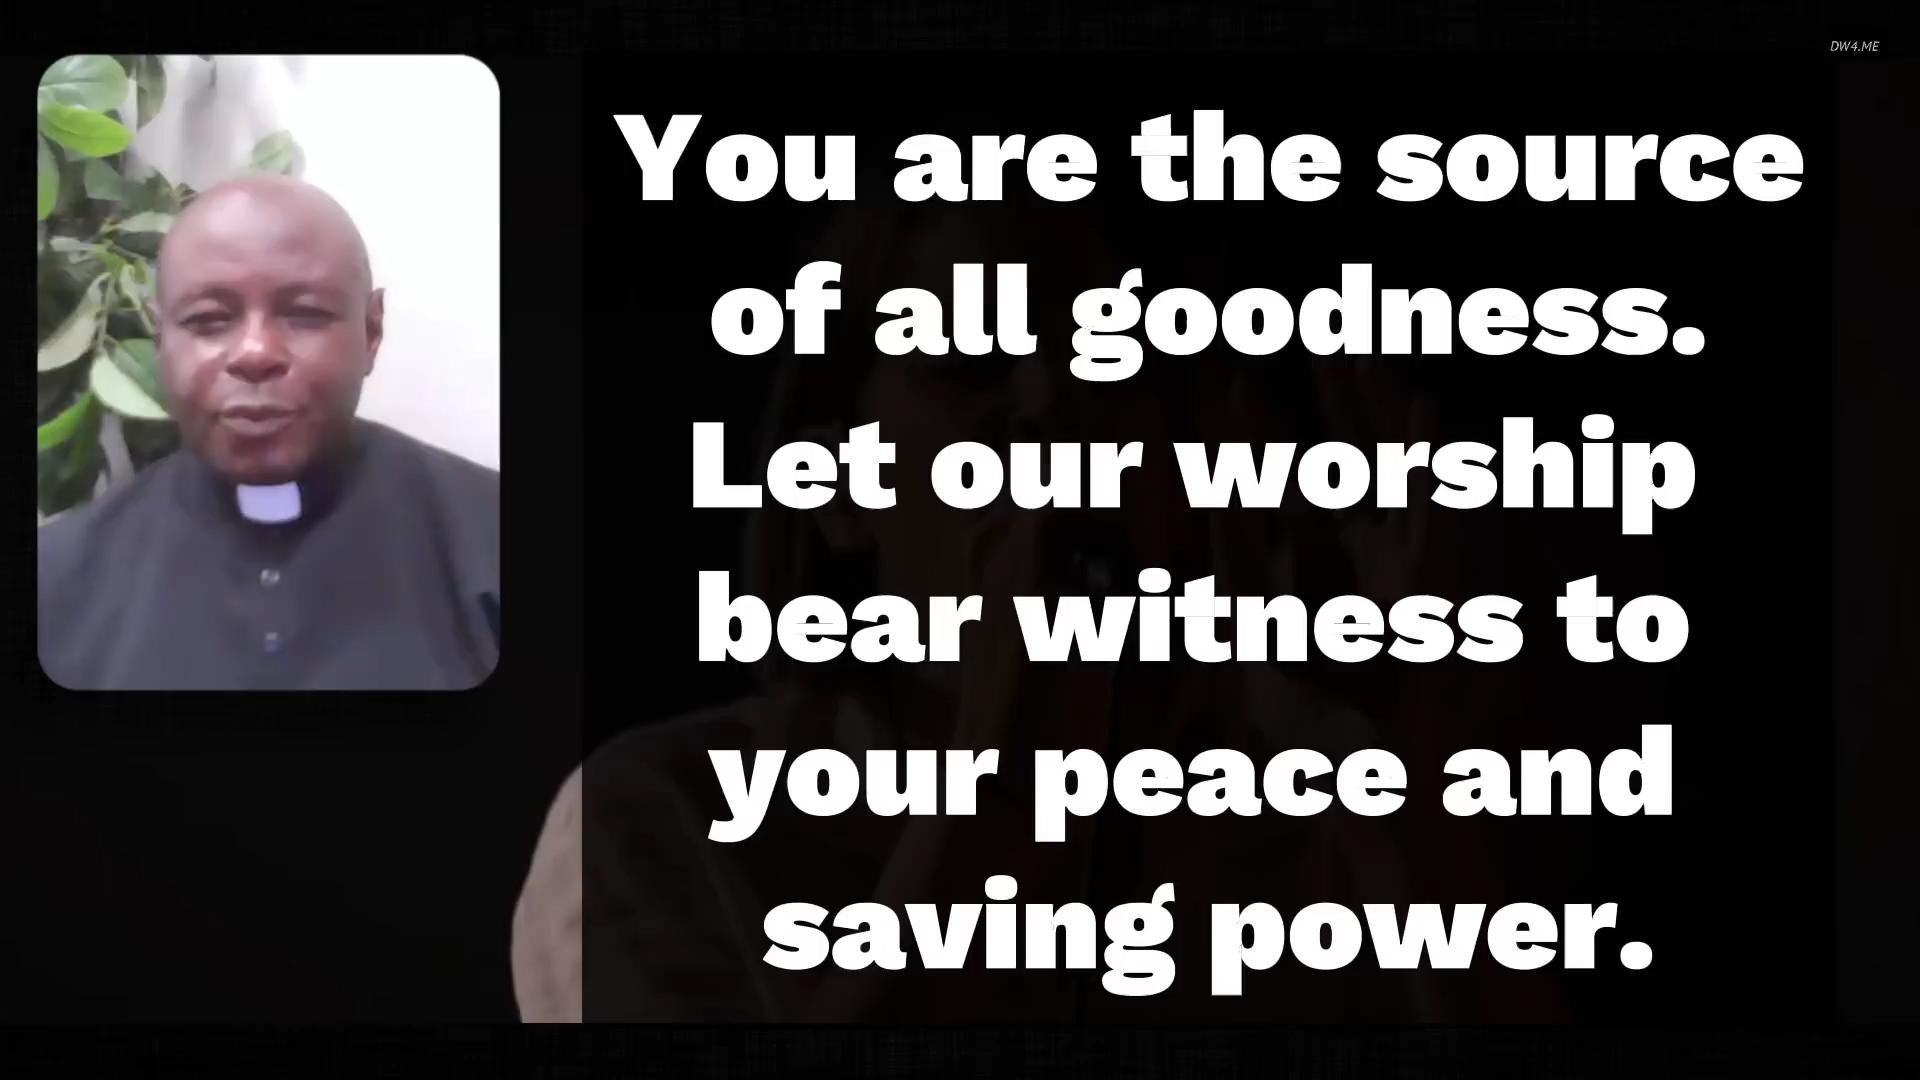 DW4.ME
You are the source
of all goodness.
Let our worship
bear witness to
your peace and
saving power.